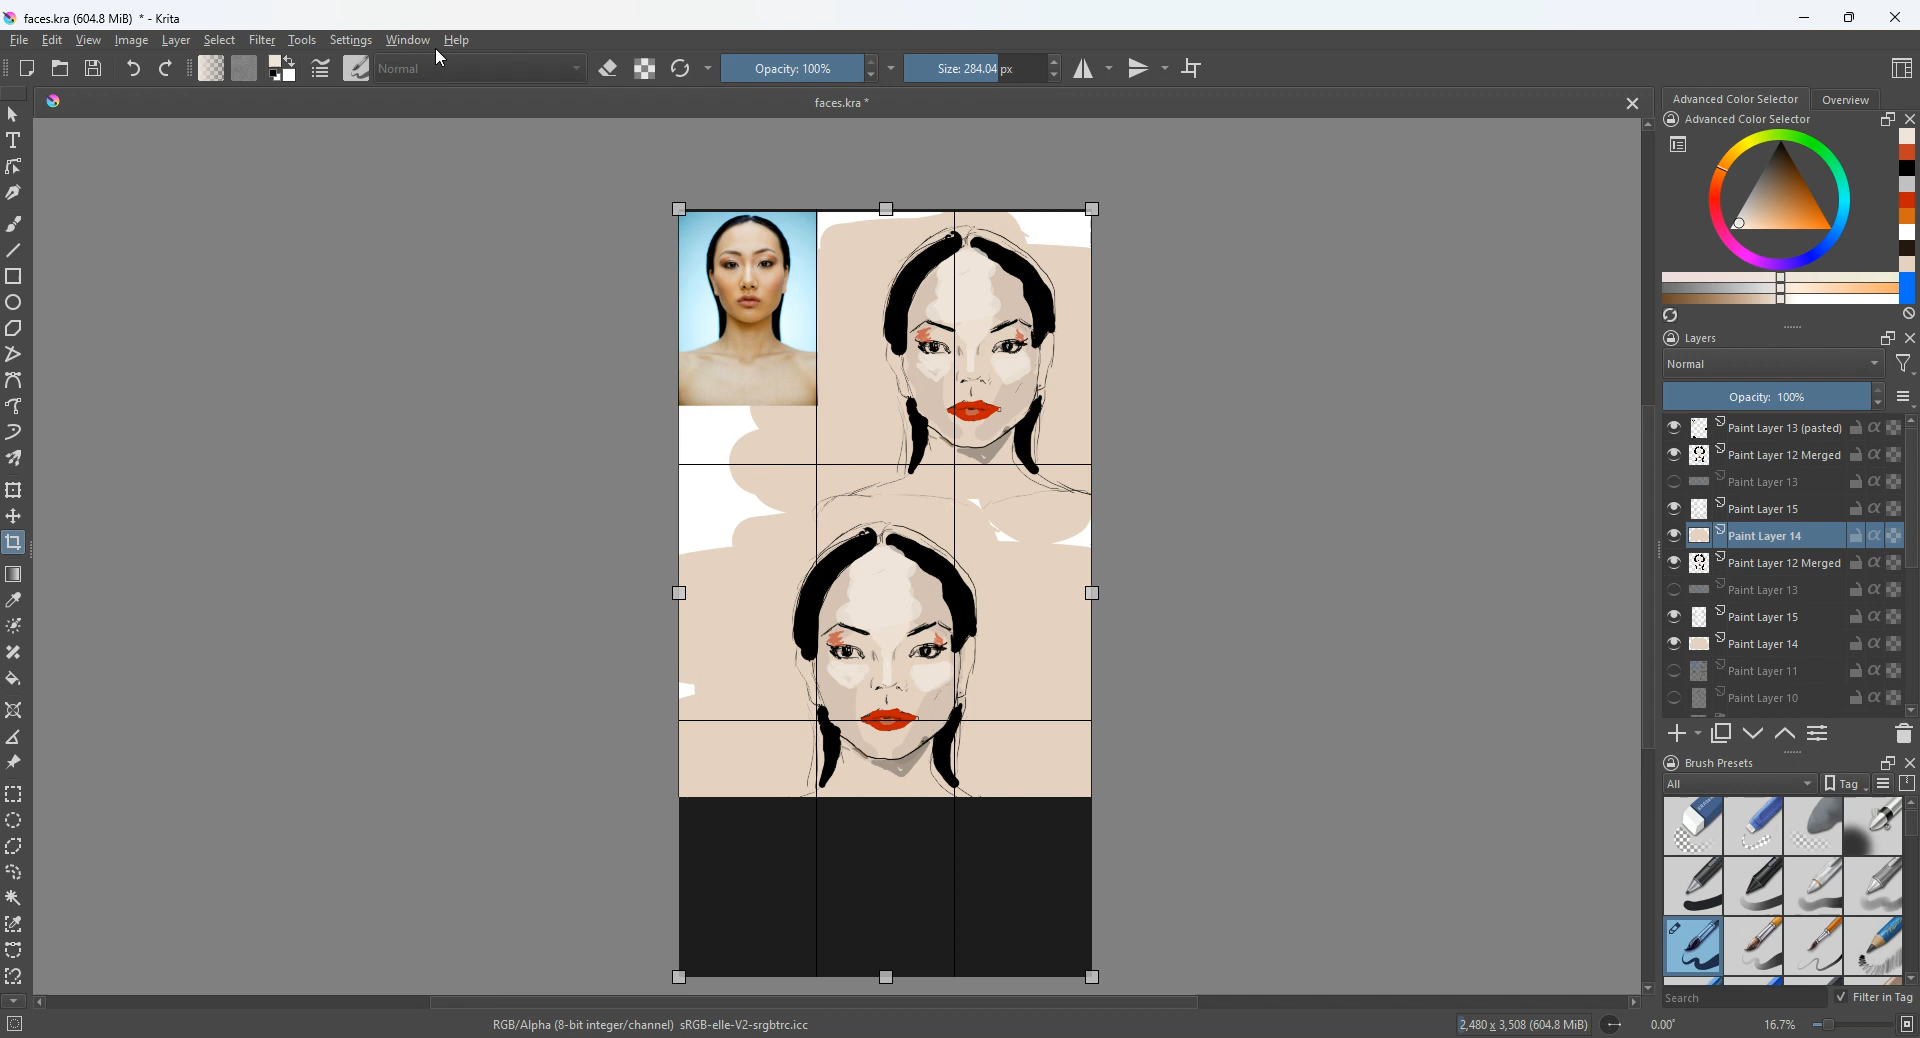 faces.kra (604.8 MiB) * - Krita
File Edit View Image Layer Select Filter Tools Settings Window Help
Normal
Opacity: 100%
Size: 284.04 px
faces.kra *
Advanced Color Selector
Overview
Advanced Color Selector
Layers
Normal
Opacity: 100%
Paint Layer 13 (pasted)
Paint Layer 12 Merged
Paint Layer 13
Paint Layer 15
Paint Layer 14
Paint Layer 12 Merged
Paint Layer 13
Paint Layer 15
Paint Layer 14
Paint Layer 11
Paint Layer 10
Brush Presets
All
Tag
Search
Filter in Tag
RGB/Alpha (8-bit integer/channel) sRGB-elle-V2-srgbtrc.icc
2,480 x 3,508 (604.8 MiB)
0.00°
16.7%